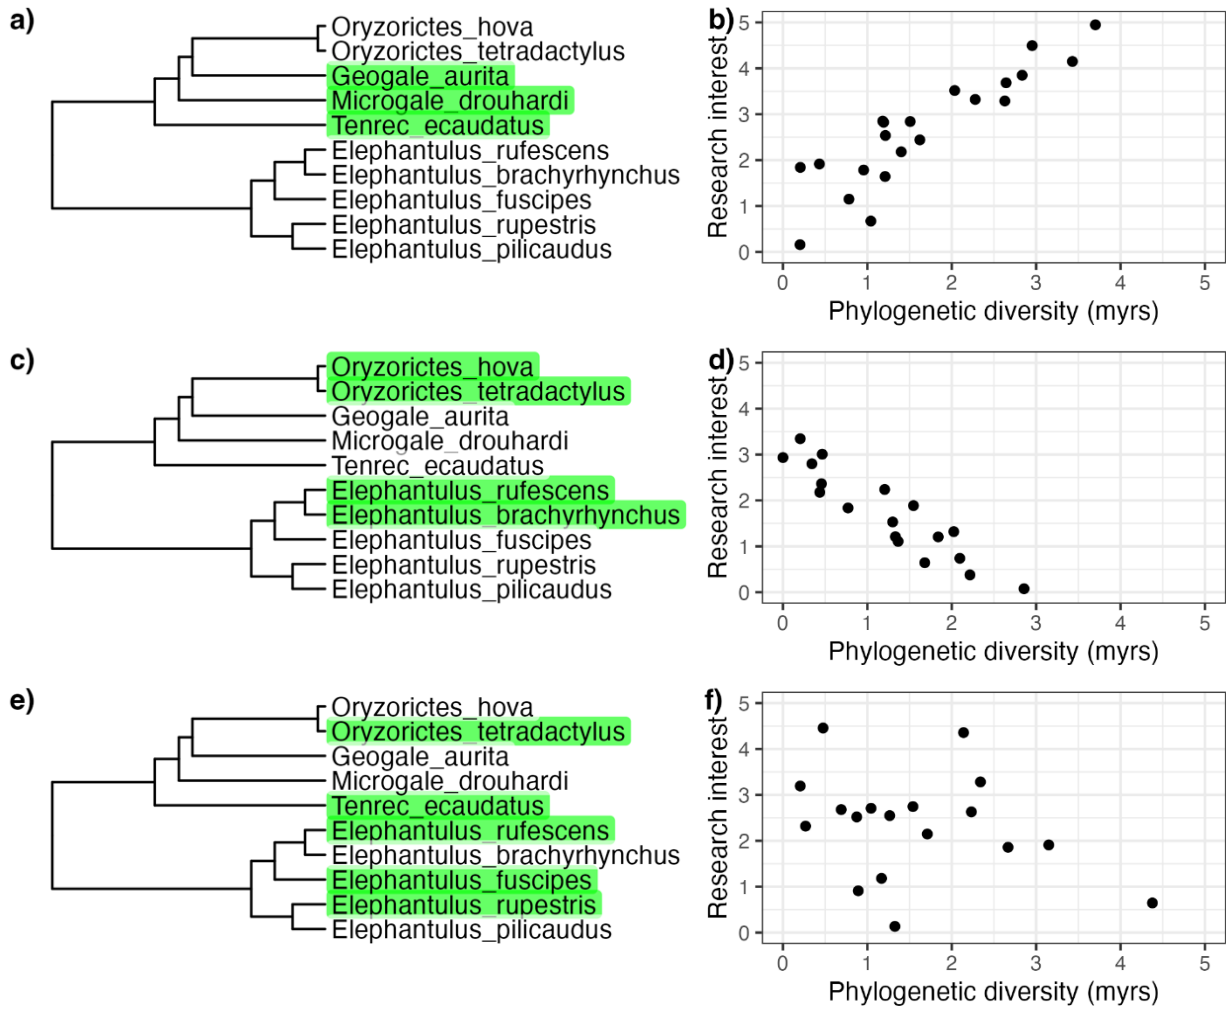 a)
Oryzorictes_hova
Oryzorictes_tetradactylus
Geogale_aurita
Microgale_drouhardi
Tenrec_ecaudatus
Elephantulus_rufescens
Elephantulus_brachyrhynchus
Elephantulus_fuscipes
Elephantulus_rupestris
Elephantulus_pilicaudus
b)
Research interest
5
4
3
2
1
0
0 1 2 3 4 5
Phylogenetic diversity (myrs)
c)
Oryzorictes_hova
Oryzorictes_tetradactylus
Geogale_aurita
Microgale_drouhardi
Tenrec_ecaudatus
Elephantulus_rufescens
Elephantulus_brachyrhynchus
Elephantulus_fuscipes
Elephantulus_rupestris
Elephantulus_pilicaudus
d)
Research interest
5
4
3
2
1
0
0 1 2 3 4 5
Phylogenetic diversity (myrs)
e)
Oryzorictes_hova
Oryzorictes_tetradactylus
Geogale_aurita
Microgale_drouhardi
Tenrec_ecaudatus
Elephantulus_rufescens
Elephantulus_brachyrhynchus
Elephantulus_fuscipes
Elephantulus_rupestris
Elephantulus_pilicaudus
f)
Research interest
5
4
3
2
1
0
0 1 2 3 4 5
Phylogenetic diversity (myrs)